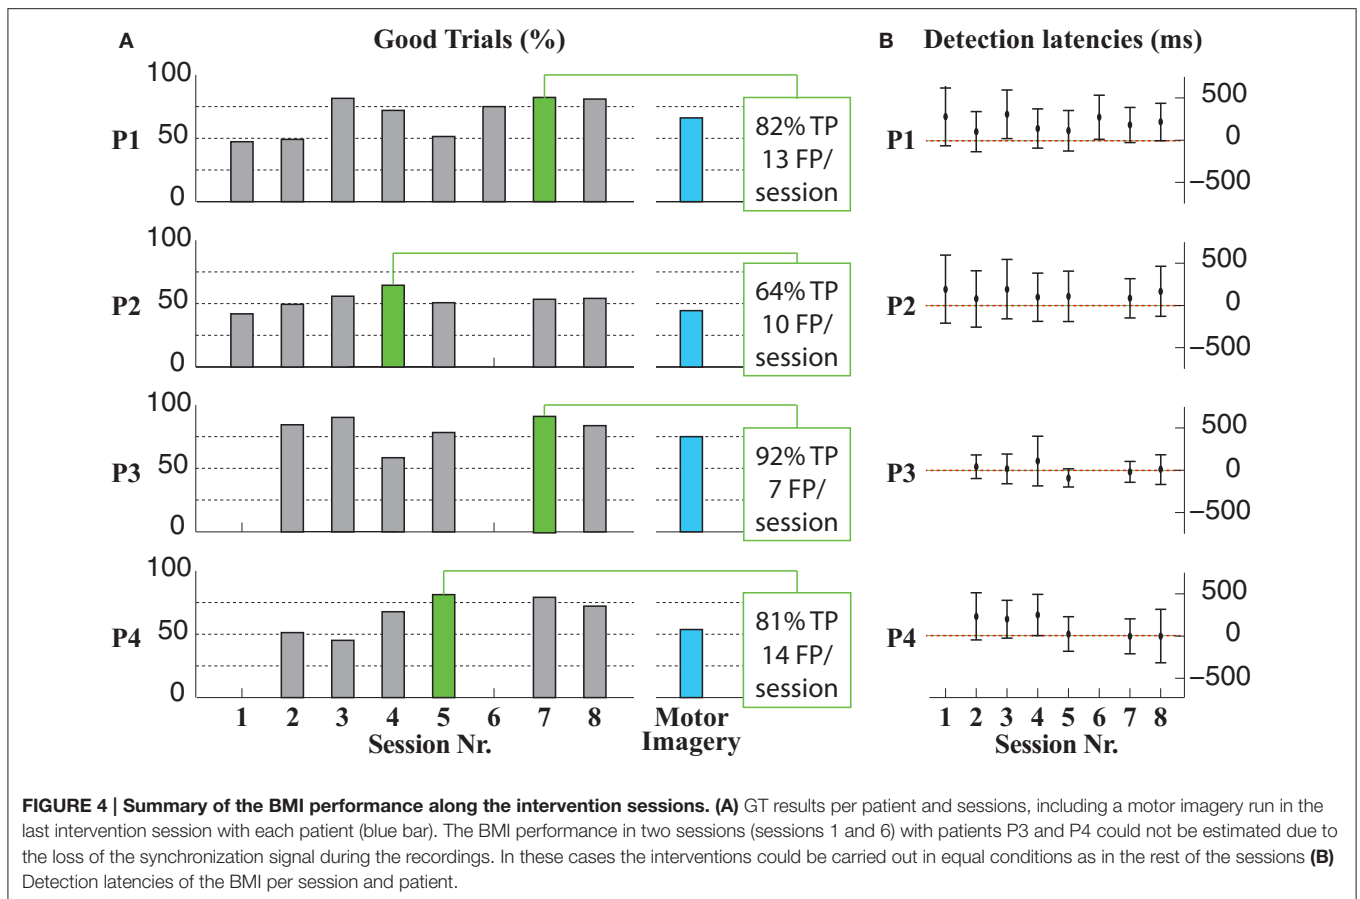 A Good Trials (%) B Detection latencies (ms)
P1
100
50
0
82% TP
13 FP/
session
P1
500
0
−500
P2
100
50
0
64% TP
10 FP/
session
P2
500
0
−500
P3
100
50
0
92% TP
7 FP/
session
P3
500
0
−500
P4
100
50
0
81% TP
14 FP/
session
P4
500
0
−500
1 2 3 4 5 6 7 8
Session Nr.
Motor
Imagery
1 2 3 4 5 6 7 8
Session Nr.
FIGURE 4 | Summary of the BMI performance along the intervention sessions. (A) GT results per patient and sessions, including a motor imagery run in the
last intervention session with each patient (blue bar). The BMI performance in two sessions (sessions 1 and 6) with patients P3 and P4 could not be estimated due to
the loss of the synchronization signal during the recordings. In these cases the interventions could be carried out in equal conditions as in the rest of the sessions (B)
Detection latencies of the BMI per session and patient.